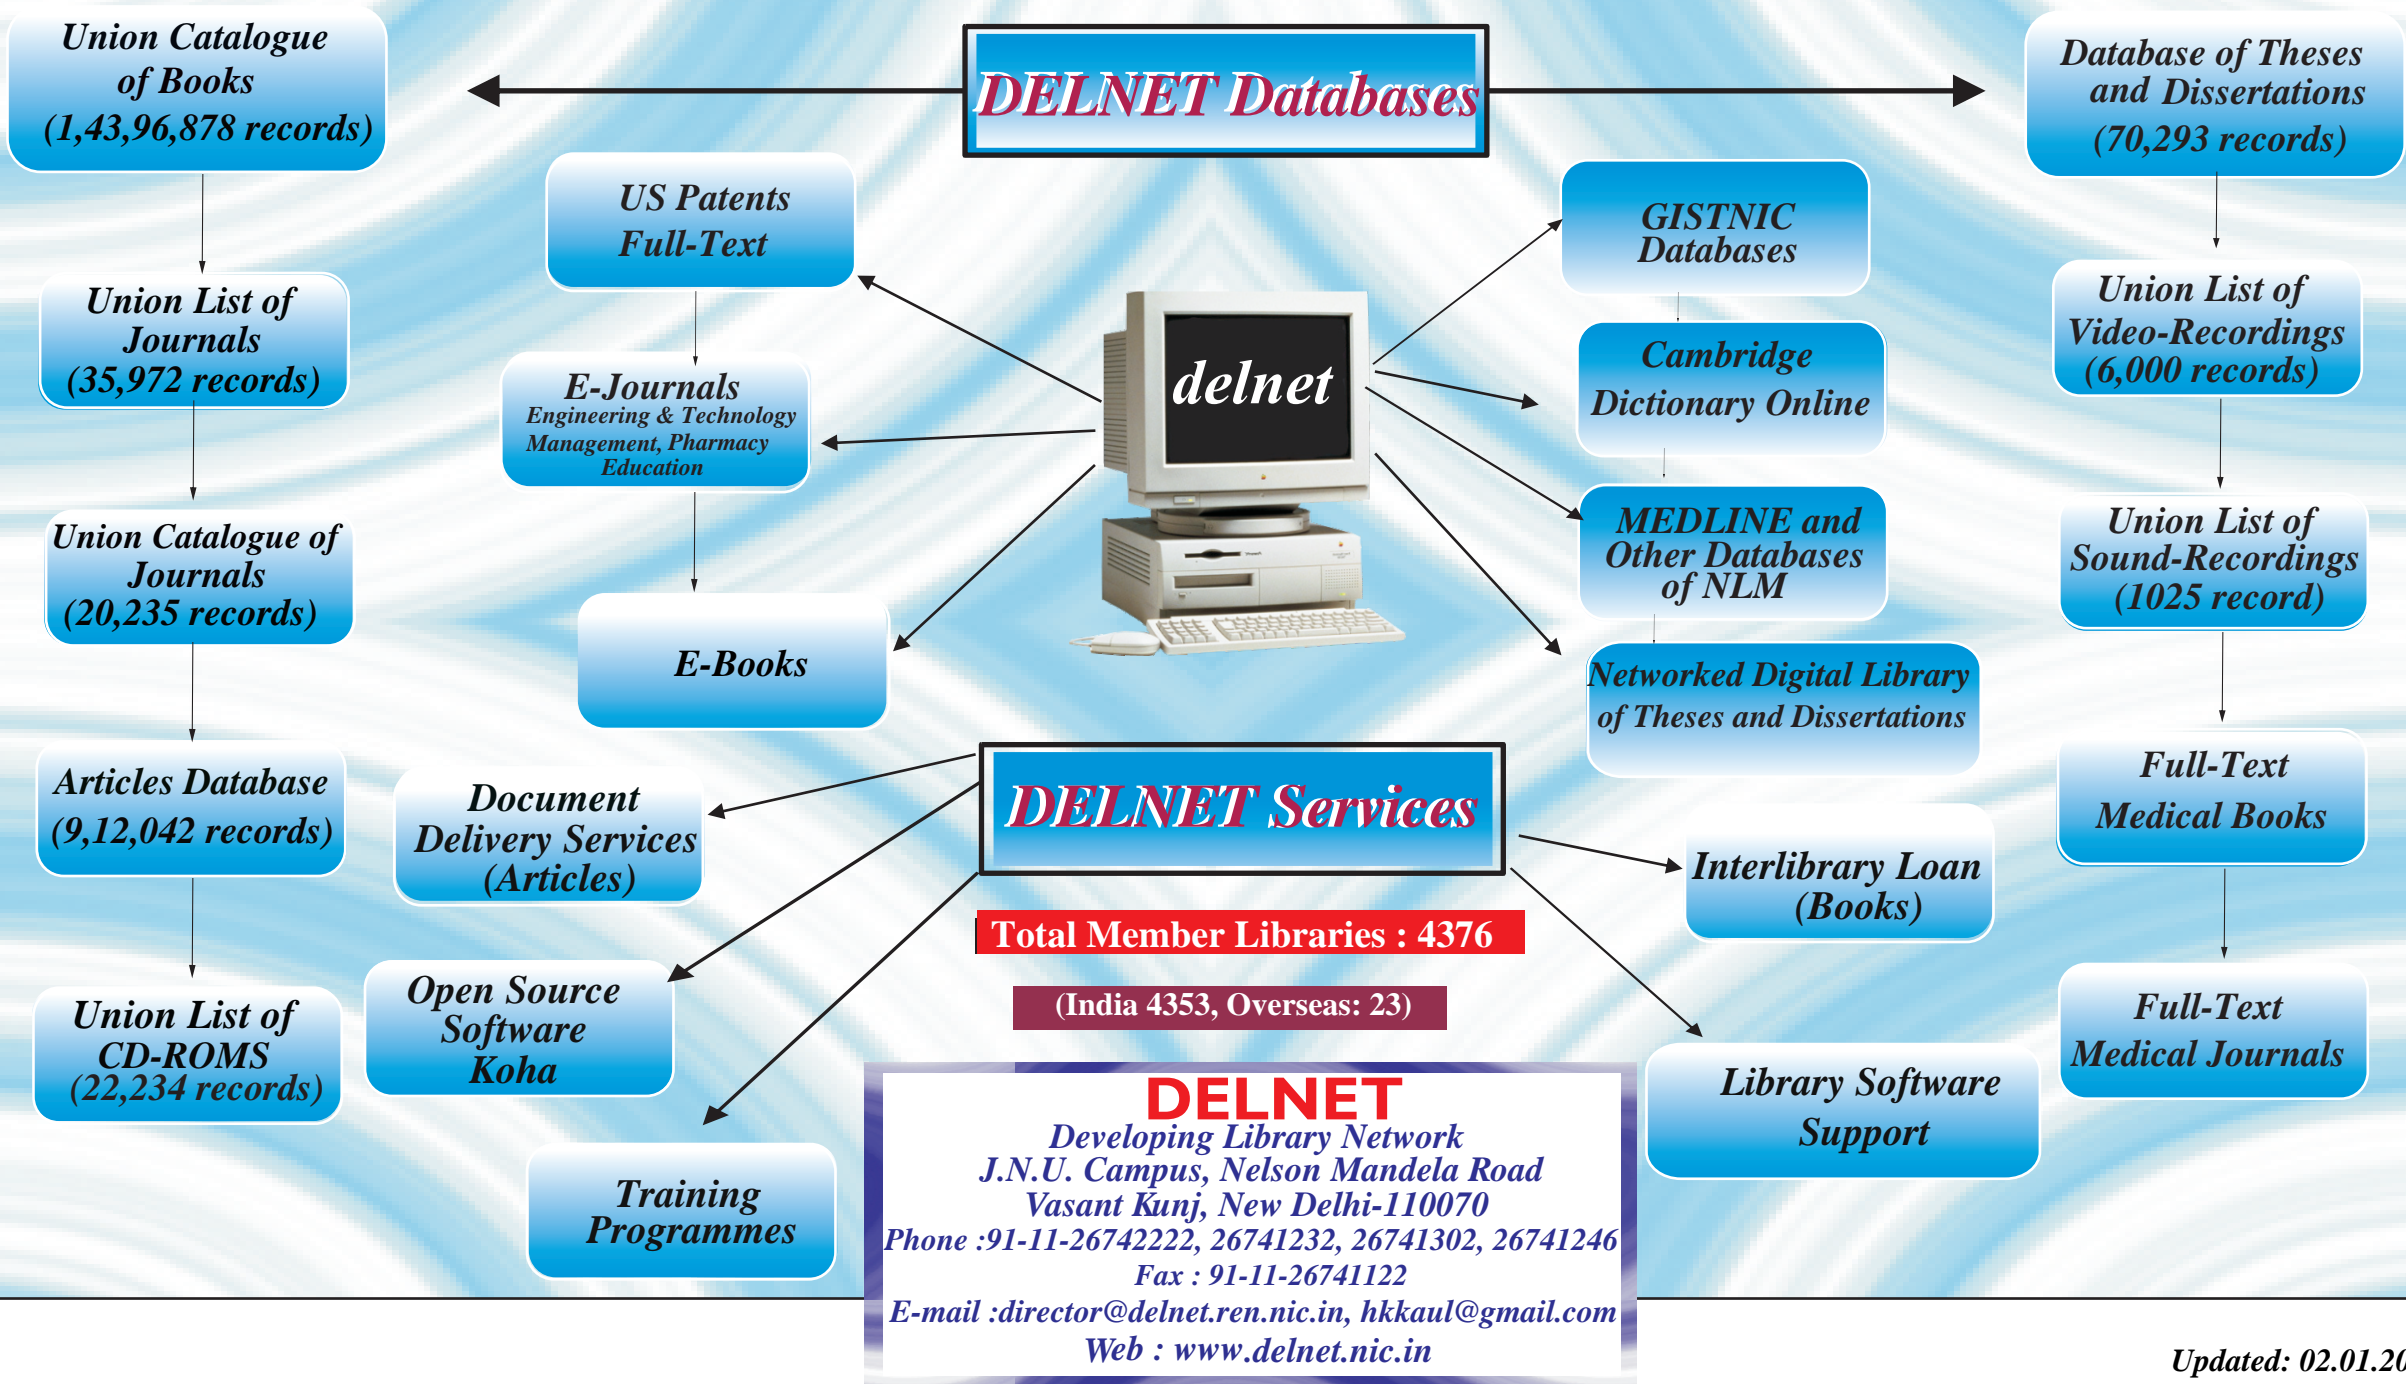 DELNET Databases
Union Catalogue
of Books
(1,43,96,878 records)
Union List of
Journals
(35,972 records)
Union Catalogue of
Journals
(20,235 records)
Articles Database
(9,12,042 records)
Union List of
CD-ROMS
(22,234 records)
US Patents
Full-Text
E-Journals
Engineering & Technology
Management, Pharmacy
Education
E-Books
delnet
GISTNIC
Databases
Cambridge
Dictionary Online
MEDLINE and
Other Databases
of NLM
Networked Digital Library
of Theses and Dissertations
Database of Theses
and Dissertations
(70,293 records)
Union List of
Video-Recordings
(6,000 records)
Union List of
Sound-Recordings
(1025 record)
Full-Text
Medical Books
Full-Text
Medical Journals
DELNET Services
Document
Delivery Services
(Articles)
Open Source
Software
Koha
Training
Programmes
Interlibrary Loan
(Books)
Library Software
Support
Total Member Libraries : 4376
(India 4353, Overseas: 23)
DELNET
Developing Library Network
J.N.U. Campus, Nelson Mandela Road
Vasant Kunj, New Delhi-110070
Phone :91-11-26742222, 26741232, 26741302, 26741246
Fax : 91-11-26741122
E-mail :director@delnet.ren.nic.in, hkkaul@gmail.com
Web : www.delnet.nic.in
Updated: 02.01.20